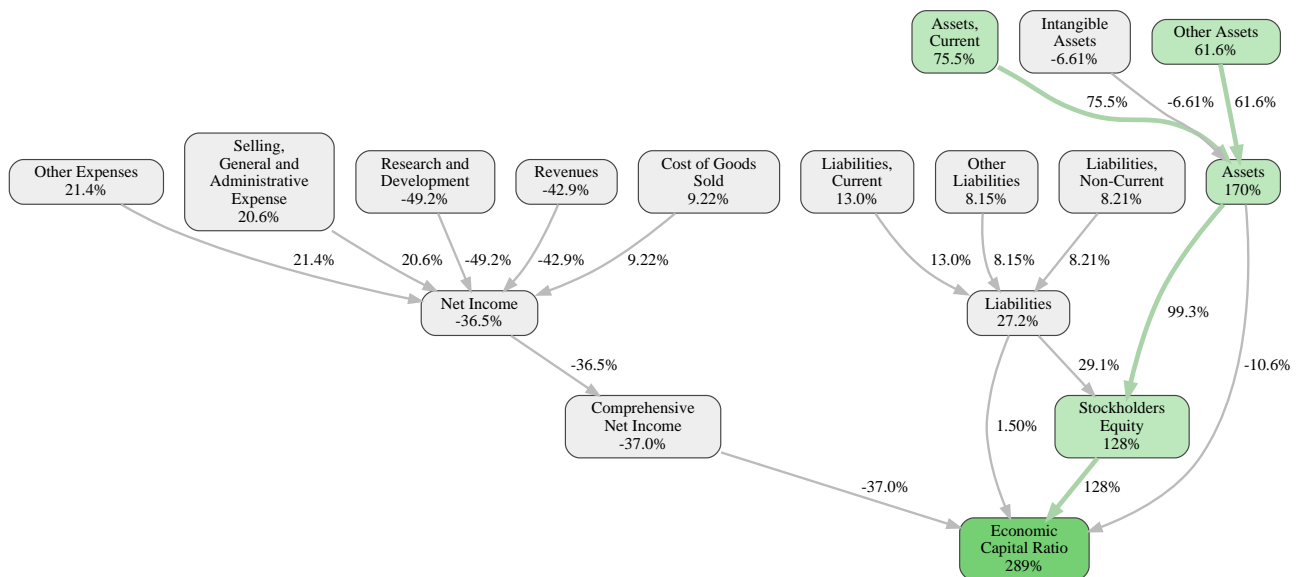 Assets,
Current
75.5%
Intangible
Assets
-6.61%
Other Assets
61.6%
75.5%
-6.61%
61.6%
Other Expenses
21.4%
Selling,
General and
Administrative
Expense
20.6%
Research and
Development
-49.2%
Revenues
-42.9%
Cost of Goods
Sold
9.22%
Liabilities,
Current
13.0%
Other
Liabilities
8.15%
Liabilities,
Non-Current
8.21%
Assets
170%
21.4%
20.6%
-49.2%
-42.9%
9.22%
13.0%
8.15%
8.21%
Net Income
-36.5%
Liabilities
27.2%
99.3%
-36.5%
29.1%
-10.6%
Comprehensive
Net Income
-37.0%
1.50%
Stockholders
Equity
128%
-37.0%
128%
Economic
Capital Ratio
289%